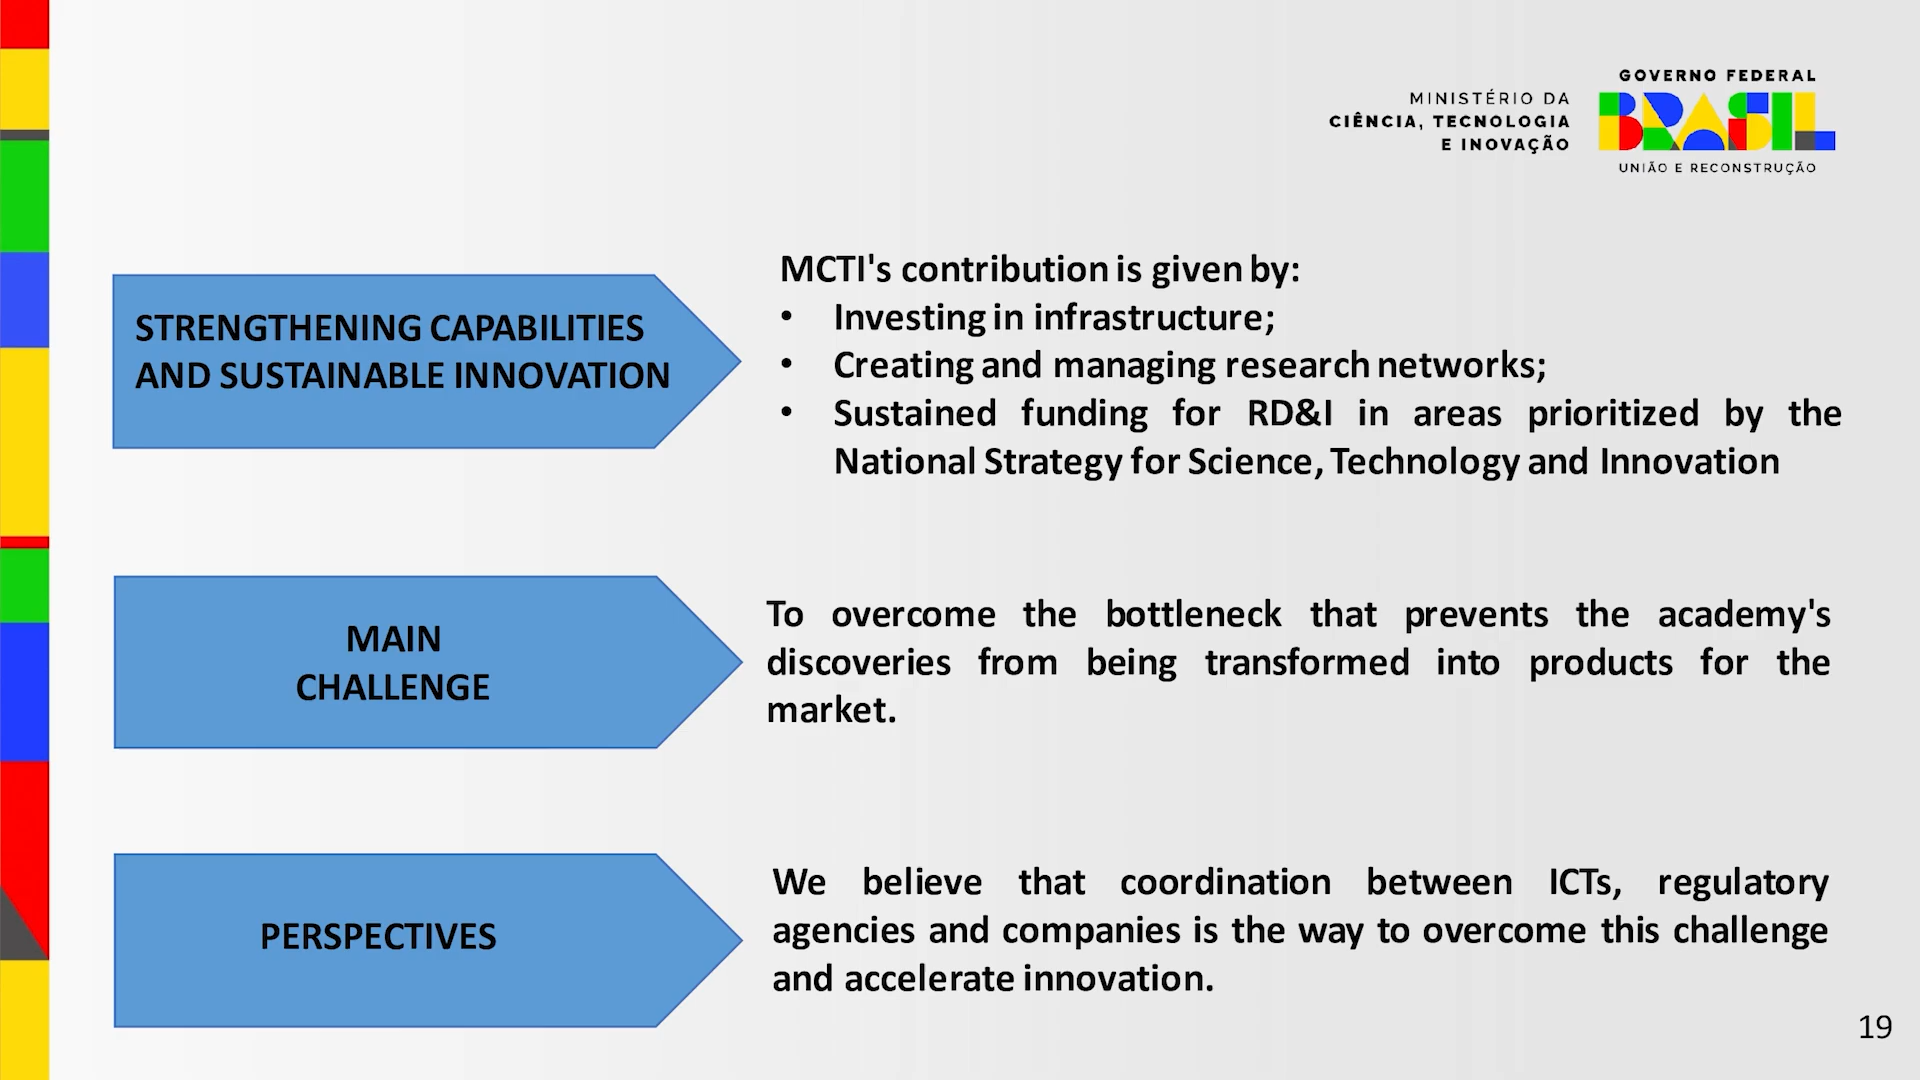 GOVERNO FEDERAL
MINISTÉRIO DA
CIÊNCIA, TECNOLOGIA
E INOVAÇÃO
BRASIL
UNIÃO E RECONSTRUÇÃO
STRENGTHENING CAPABILITIES
AND SUSTAINABLE INNOVATION
MCTI's contribution is given by:
• Investing in infrastructure;
• Creating and managing research networks;
• Sustained funding for RD&I in areas prioritized by the
National Strategy for Science, Technology and Innovation
MAIN
CHALLENGE
To overcome the bottleneck that prevents the academy's
discoveries from being transformed into products for the
market.
PERSPECTIVES
We believe that coordination between ICTs, regulatory
agencies and companies is the way to overcome this challenge
and accelerate innovation.
19